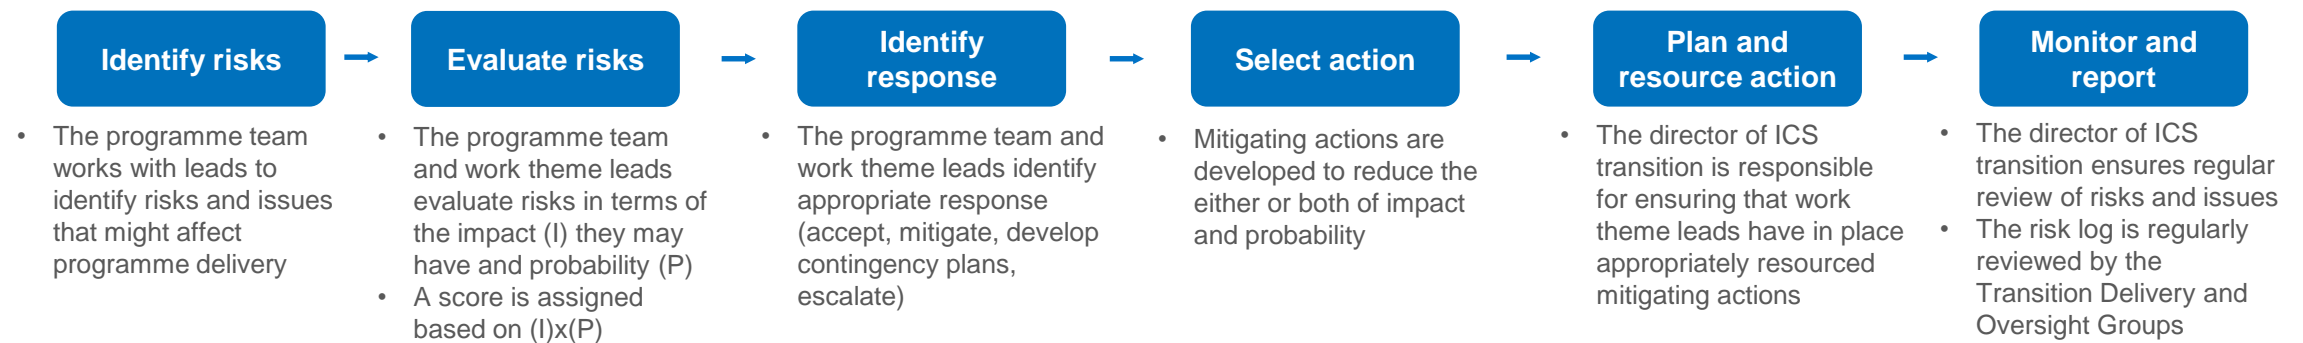 Identify risks
• The programme team
works with leads to
identify risks and issues
that might affect
programme delivery
Evaluate risks
• The programme team
and work theme leads
evaluate risks in terms of
the impact (I) they may
have and probability (P)
• A score is assigned
based on (I)x(P)
Identify
response
• The programme team and
work theme leads identify
appropriate response
(accept, mitigate, develop
contingency plans,
escalate)
Select action
• Mitigating actions are
developed to reduce the
either or both of impact
and probability
Plan and
resource action
• The director of ICS
transition is responsible
for ensuring that work
theme leads have in place
appropriately resourced
mitigating actions
Monitor and
report
• The director of ICS
transition ensures regular
review of risks and issues
• The risk log is regularly
reviewed by the
Transition Delivery and
Oversight Groups